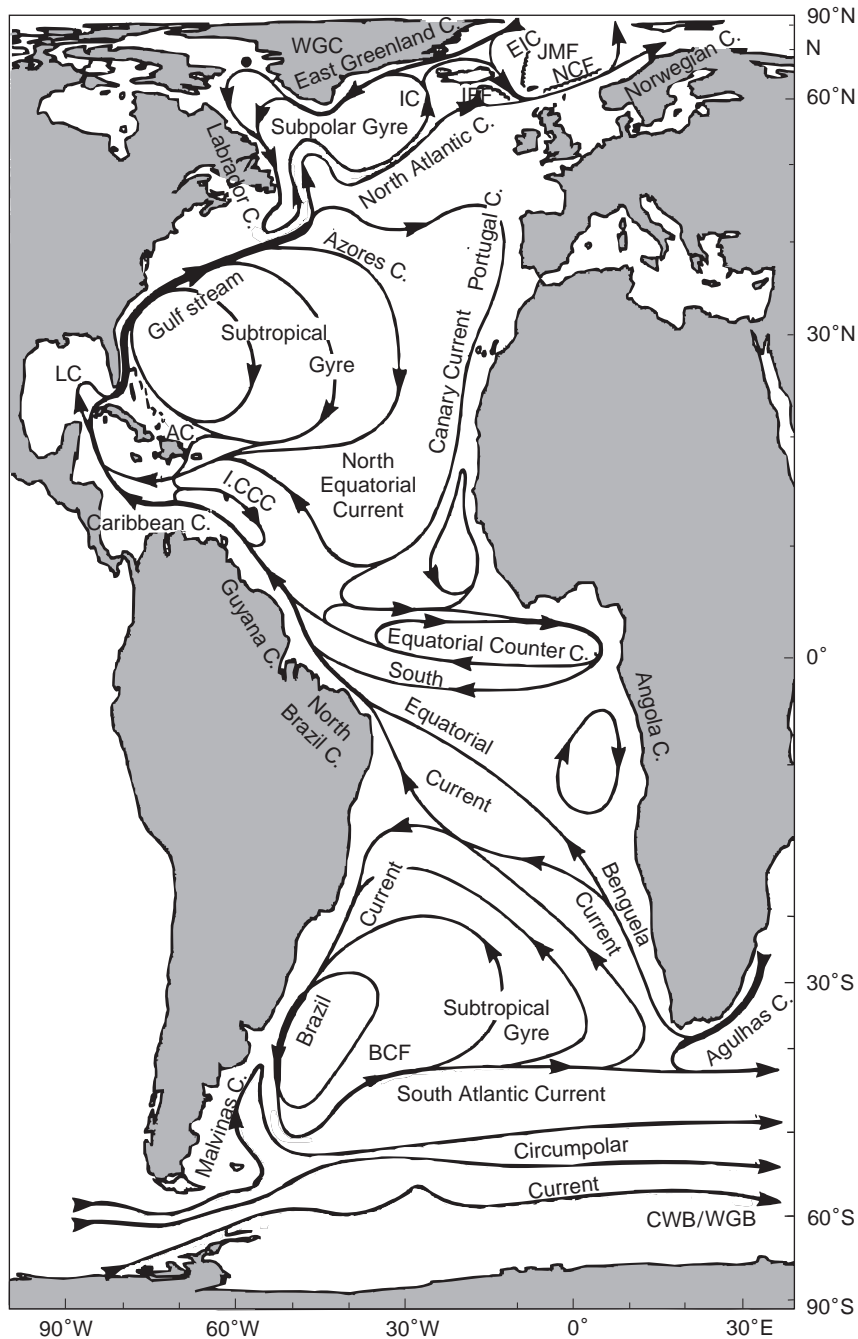 90°N
N
WGC
East Greenland C.
EIC
JMF
NCF
Norwegian C.
IC
IFF
60°N
Subpolar Gyre
Labrador C.
North Atlantic C.
Portugal C.
Azores C.
Gulf stream
Subtropical
Gyre
30°N
LC
Canary Current
AC
North
Equatorial
Current
I.CCC
Caribbean C.
Guyana C.
Equatorial Counter C.
0°
South
Angola C.
Equatorial
North
Brazil C.
Current
Benguela
Current
Current
30°S
Brazil
Subtropical
Gyre
Agulhas C.
BCF
South Atlantic Current
Malvinas C.
Circumpolar
Current
CWB/WGB
60°S
90°S
90°W
60°W
30°W
0°
30°E